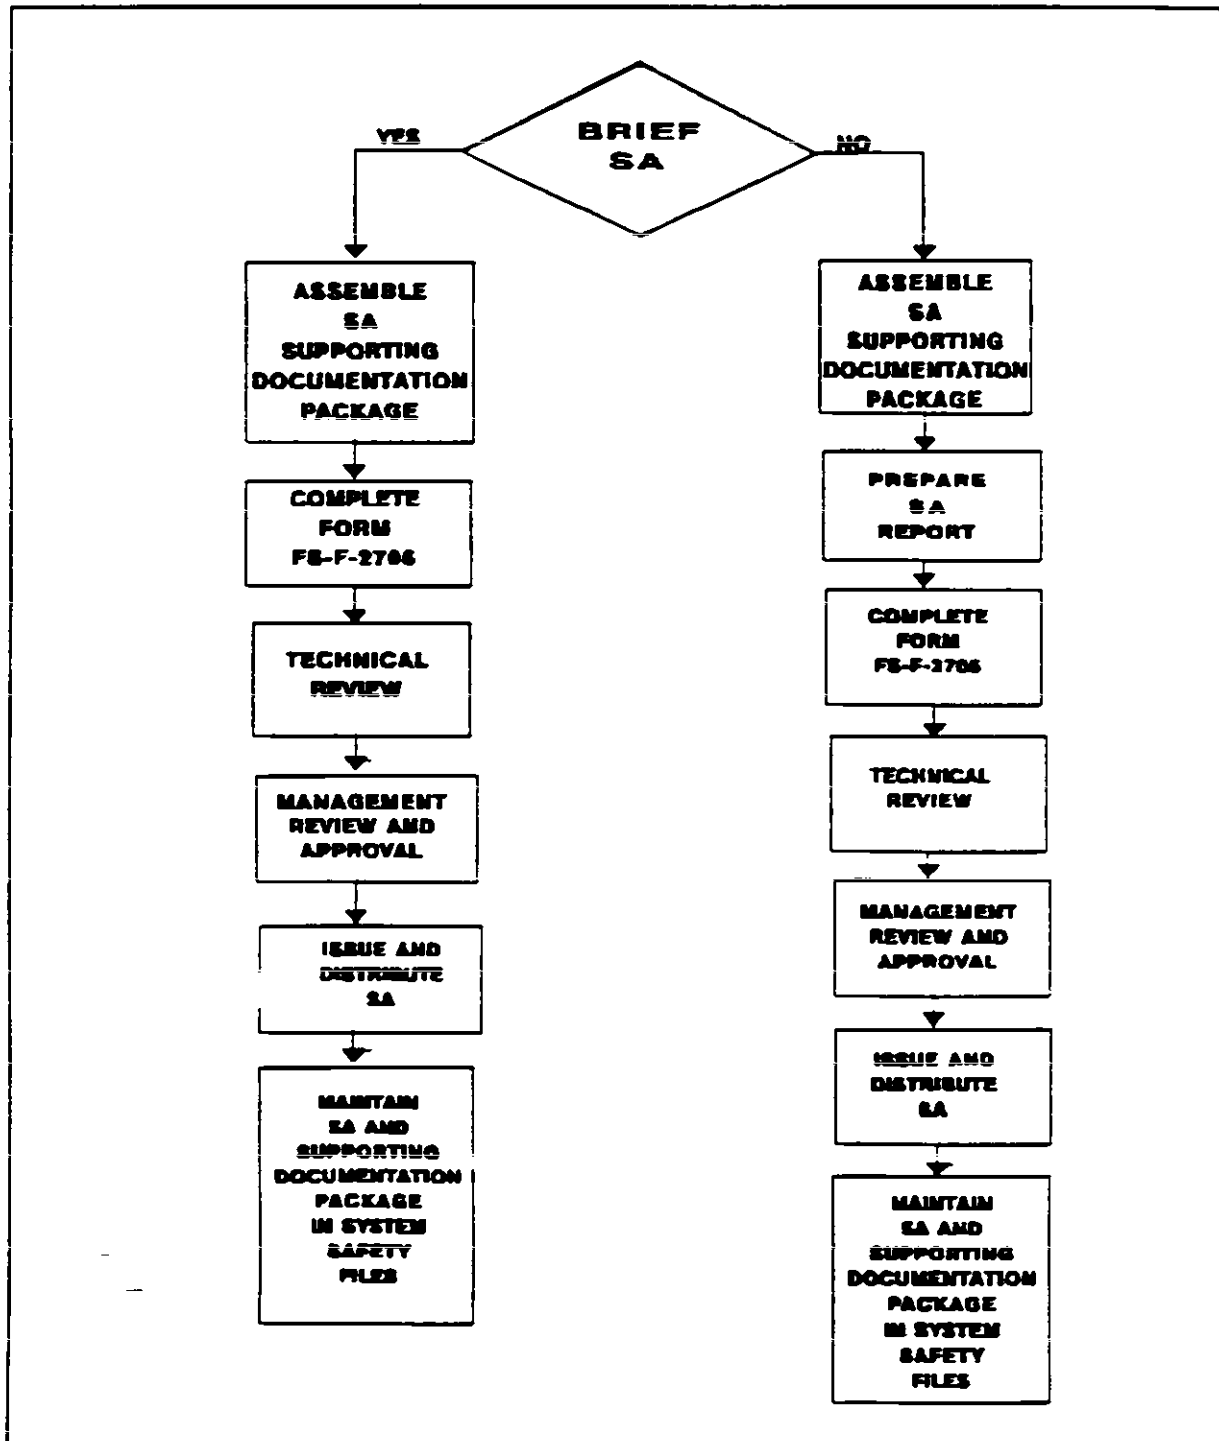 BRIEF
SA
YES
NO
ASSEMBLE
SA
SUPPORTING
DOCUMENTATION
PACKAGE
COMPLETE
FORM
FS-F-2706
TECHNICAL
REVIEW
MANAGEMENT
REVIEW AND
APPROVAL
ISSUE AND
DISTRIBUTE
SA
MAINTAIN
SA AND
SUPPORTING
DOCUMENTATION
PACKAGE
IN SYSTEM
SAFETY
FILES
ASSEMBLE
SA
SUPPORTING
DOCUMENTATION
PACKAGE
PREPARE
SA
REPORT
COMPLETE
FORM
FS-F-2706
TECHNICAL
REVIEW
MANAGEMENT
REVIEW AND
APPROVAL
ISSUE AND
DISTRIBUTE
SA
MAINTAIN
SA AND
SUPPORTING
DOCUMENTATION
PACKAGE
IN SYSTEM
SAFETY
FILES